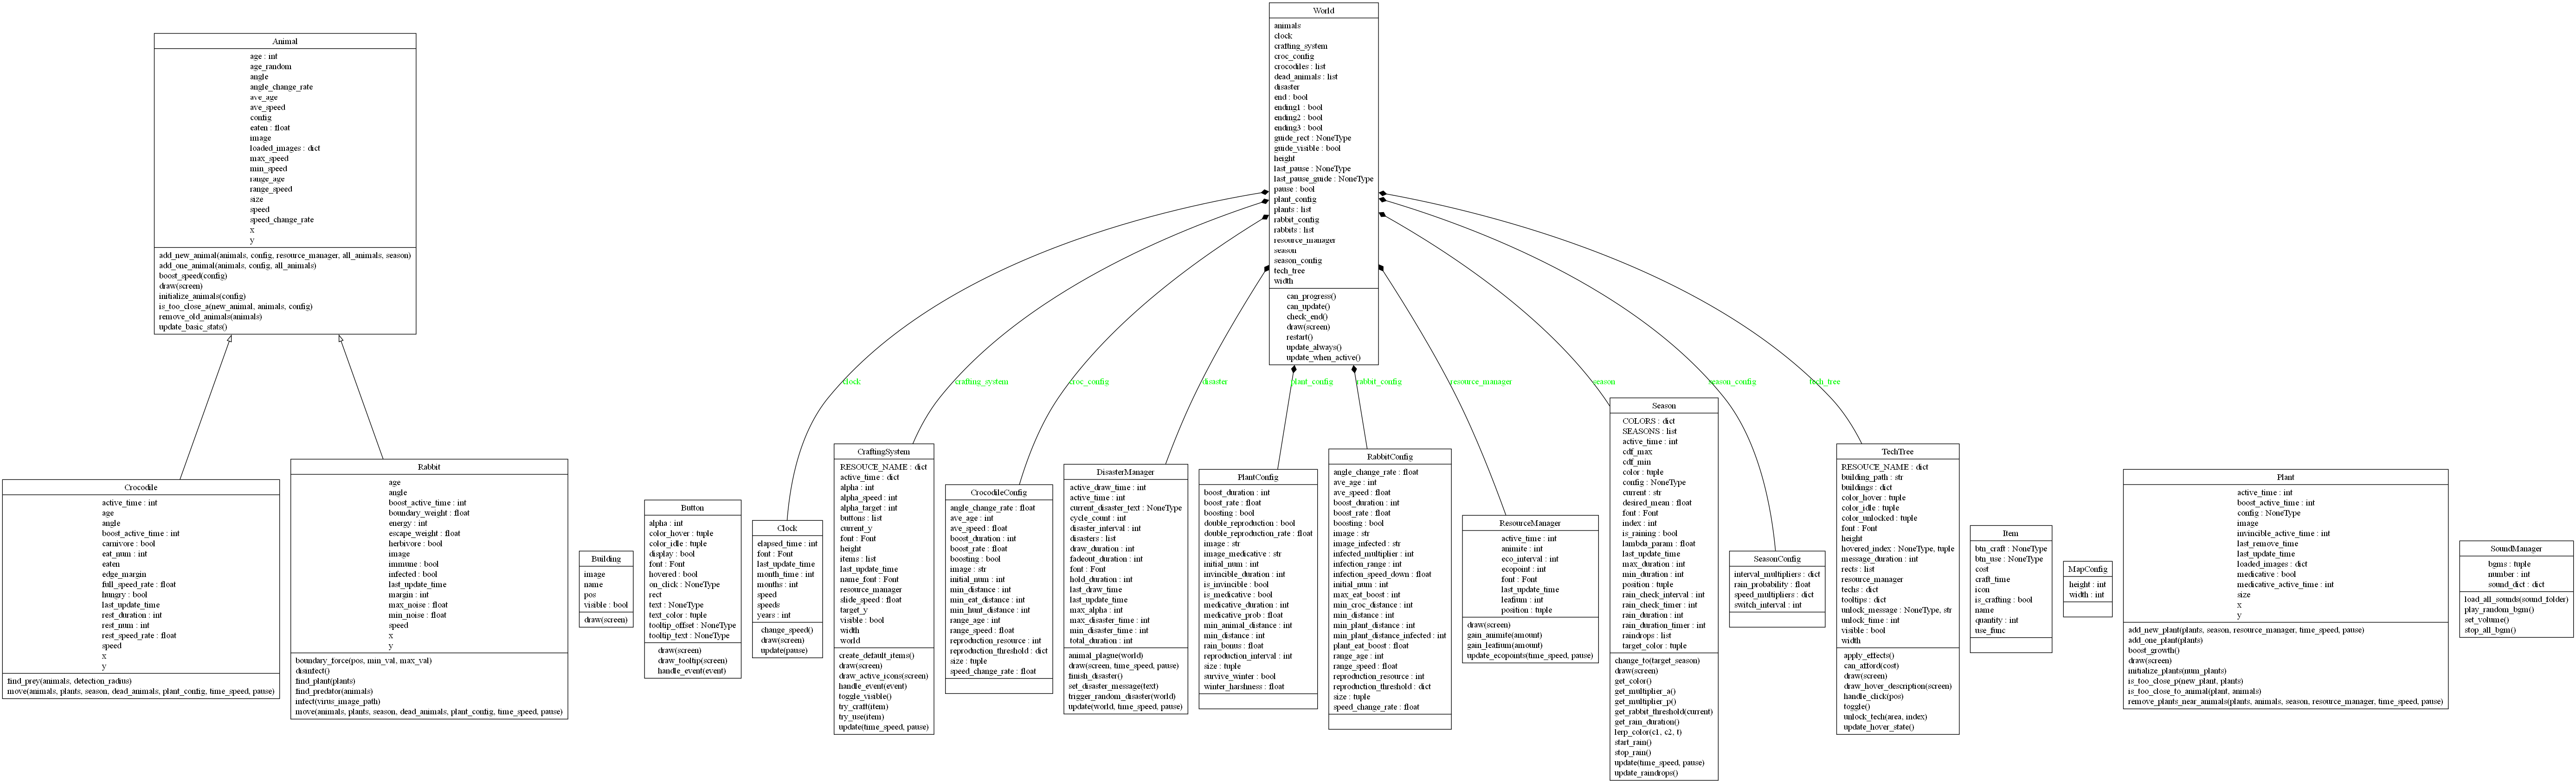 World
animals
clock
crafting_system
croc_config
crocodiles : list
dead_animals : list
disaster
end : bool
ending1 : bool
ending2 : bool
ending3 : bool
guide_rect : NoneType
guide_visible : bool
height
last_pause : NoneType
last_pause_guide : NoneType
pause : bool
plant_config
plants : list
rabbit_config
rabbits : list
resource_manager
season
season_config
tech_tree
width
can_progress()
can_update()
check_end()
draw(screen)
restart()
update_always()
update_when_active()
Animal
age : int
age_random
angle
angle_change_rate
ave_age
ave_speed
config
eaten : float
image
loaded_images : dict
max_speed
min_speed
range_age
range_speed
size
speed
speed_change_rate
x
y
add_new_animal(animals, config, resource_manager, all_animals, season)
add_one_animal(animals, config, all_animals)
boost_speed(config)
draw(screen)
initialize_animals(config)
is_too_close_a(new_animal, animals, config)
remove_old_animals(animals)
update_basic_stats()
clock
crafting_system
croc_config
disaster
plant_config
rabbit_config
resource_manager
season
season_config
tech_tree
Crocodile
active_time : int
age
angle
boost_active_time : int
carnivore : bool
eat_num : int
eaten
edge_margin
full_speed_rate : float
hungry : bool
last_update_time
rest_duration : int
rest_num : int
rest_speed_rate : float
speed
x
y
find_prey(animals, detection_radius)
move(animals, plants, season, dead_animals, plant_config, time_speed, pause)
Rabbit
age
angle
boost_active_time : int
boundary_weight : float
energy : int
escape_weight : float
herbivore : bool
image
immune : bool
infected : bool
last_update_time
margin : int
max_noise : float
min_noise : float
speed
x
y
boundary_force(pos, min_val, max_val)
disinfect()
find_plant(plants)
find_predator(animals)
infect(virus_image_path)
move(animals, plants, season, dead_animals, plant_config, time_speed, pause)
Building
image
name
pos
visible : bool
draw(screen)
Button
alpha : int
color_hover : tuple
color_idle : tuple
display : bool
font : Font
hovered : bool
on_click : NoneType
rect
text : NoneType
text_color : tuple
tooltip_offset : NoneType
tooltip_text : NoneType
draw(screen)
draw_tooltip(screen)
handle_event(event)
Clock
elapsed_time : int
font : Font
last_update_time
month_time : int
months : int
speed
speeds
years : int
change_speed()
draw(screen)
update(pause)
CraftingSystem
RESOUCE_NAME : dict
active_time : dict
alpha : int
alpha_speed : int
alpha_target : int
buttons : list
current_y
font : Font
height
items : list
last_update_time
name_font : Font
resource_manager
slide_speed : float
target_y
visible : bool
width
world
create_default_items()
draw(screen)
draw_active_icons(screen)
handle_event(event)
toggle_visible()
try_craft(item)
try_use(item)
update(time_speed, pause)
CrocodileConfig
angle_change_rate : float
ave_age : int
ave_speed : float
boost_duration : int
boost_rate : float
boosting : bool
image : str
initial_num : int
min_distance : int
min_eat_distance : int
min_hunt_distance : int
range_age : int
range_speed : float
reproduction_resource : int
reproduction_threshold : dict
size : tuple
speed_change_rate : float
DisasterManager
active_draw_time : int
active_time : int
current_disaster_text : NoneType
cycle_count : int
disaster_interval : int
disasters : list
draw_duration : int
fadeout_duration : int
font : Font
hold_duration : int
last_draw_time
last_update_time
max_alpha : int
max_disaster_time : int
min_disaster_time : int
total_duration : int
animal_plague(world)
draw(screen, time_speed, pause)
finish_disaster()
set_disaster_message(text)
trigger_random_disaster(world)
update(world, time_speed, pause)
PlantConfig
boost_duration : int
boost_rate : float
boosting : bool
double_reproduction : bool
double_reproduction_rate : float
image : str
image_medicative : str
initial_num : int
invincible_duration : int
is_invincible : bool
is_medicative : bool
medicative_duration : int
medicative_prob : float
min_animal_distance : int
min_distance : int
rain_bonus : float
reproduction_interval : int
size : tuple
survive_winter : bool
winter_harshness : float
RabbitConfig
angle_change_rate : float
ave_age : int
ave_speed : float
boost_duration : int
boost_rate : float
boosting : bool
image : str
image_infected : str
infected_multiplier : int
infection_range : int
infection_speed_down : float
initial_num : int
max_eat_boost : int
min_croc_distance : int
min_distance : int
min_plant_distance : int
min_plant_distance_infected : int
plant_eat_boost : float
range_age : int
range_speed : float
reproduction_resource : int
reproduction_threshold : dict
size : tuple
speed_change_rate : float
ResourceManager
active_time : int
animite : int
eco_interval : int
ecopoint : int
font : Font
last_update_time
leafium : int
position : tuple
draw(screen)
gain_animite(amount)
gain_leafium(amount)
update_ecopoints(time_speed, pause)
Season
COLORS : dict
SEASONS : list
active_time : int
cdf_max
cdf_min
color : tuple
config : NoneType
current : str
desired_mean : float
font : Font
index : int
is_raining : bool
lambda_param : float
last_update_time
max_duration : int
min_duration : int
position : tuple
rain_check_interval : int
rain_check_timer : int
rain_duration : int
rain_duration_timer : int
raindrops : list
target_color : tuple
change_to(target_season)
draw(screen)
get_color()
get_multiplier_a()
get_multiplier_p()
get_rabbit_threshold(current)
get_rain_duration()
lerp_color(c1, c2, t)
start_rain()
stop_rain()
update(time_speed, pause)
update_raindrops()
SeasonConfig
interval_multipliers : dict
rain_probability : float
speed_multipliers : dict
switch_interval : int
TechTree
RESOUCE_NAME : dict
building_path : str
buildings : dict
color_hover : tuple
color_idle : tuple
color_unlocked : tuple
font : Font
height
hovered_index : NoneType, tuple
message_duration : int
rects : list
resource_manager
techs : dict
tooltips : dict
unlock_message : NoneType, str
unlock_time : int
visible : bool
width
apply_effects()
can_afford(cost)
draw(screen)
draw_hover_description(screen)
handle_click(pos)
toggle()
unlock_tech(area, index)
update_hover_state()
Item
btn_craft : NoneType
btn_use : NoneType
cost
craft_time
icon
is_crafting : bool
name
quantity : int
use_func
MapConfig
height : int
width : int
Plant
active_time : int
boost_active_time : int
config : NoneType
image
invincible_active_time : int
last_remove_time
last_update_time
loaded_images : dict
medicative : bool
medicative_active_time : int
size
x
y
add_new_plant(plants, season, resource_manager, time_speed, pause)
add_one_plant(plants)
boost_growth()
draw(screen)
initialize_plants(num_plants)
is_too_close_p(new_plant, plants)
is_too_close_to_animal(plant, animals)
remove_plants_near_animals(plants, animals, season, resource_manager, time_speed, pause)
SoundManager
bgms : tuple
number : int
sound_dict : dict
load_all_sounds(sound_folder)
play_random_bgm()
set_volume()
stop_all_bgm()